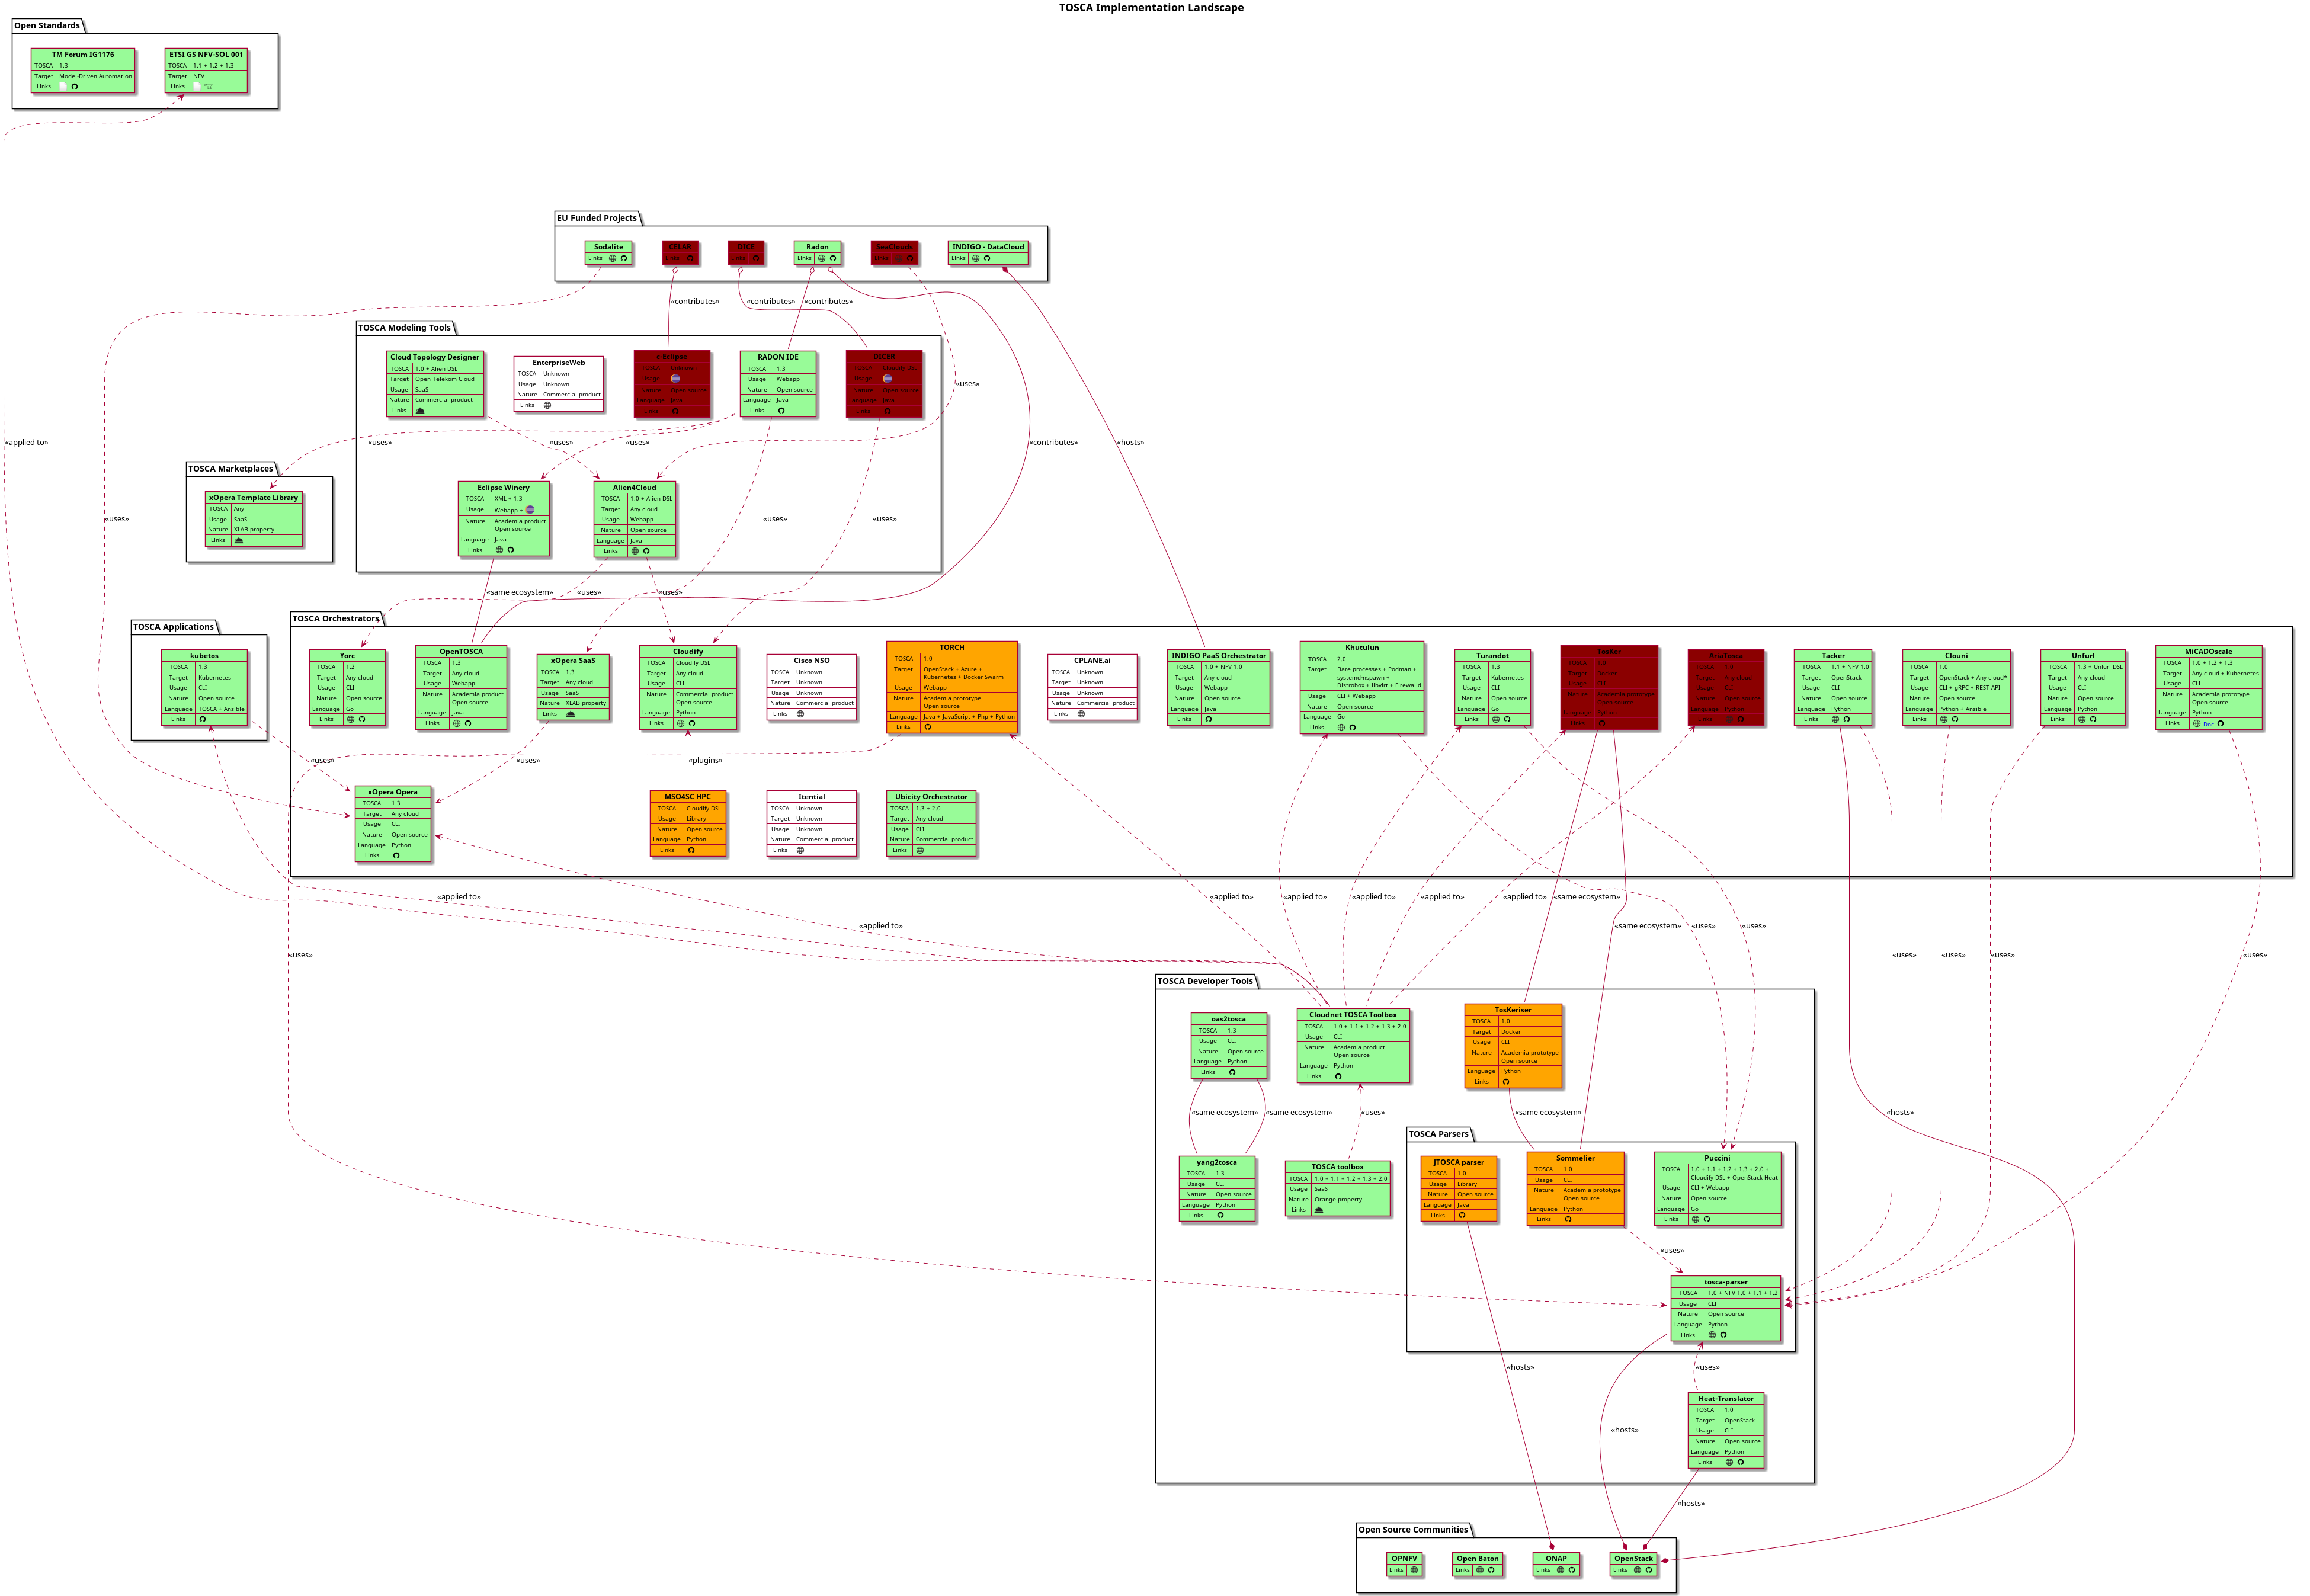 TOSCA Implementation Landscape
Open Standards
TM Forum IG1176
TOSCA 1.3
Target Model-Driven Automation
Links
ETSI GS NFV-SOL 001
TOSCA 1.1 + 1.2 + 1.3
Target NFV
Links
EU Funded Projects
Sodalite
Links
CELAR
Links
DICE
Links
Radon
Links
SeaClouds
Links
INDIGO - DataCloud
Links
«contributes»
«contributes»
«contributes»
TOSCA Modeling Tools
Cloud Topology Designer
TOSCA 1.0 + Alien DSL
Target Open Telekom Cloud
Usage SaaS
Nature Commercial product
Links
EnterpriseWeb
TOSCA Unknown
Usage Unknown
Nature Commercial product
Links
c-Eclipse
TOSCA Unknown
Usage
Nature Open source
Language Java
Links
RADON IDE
TOSCA 1.3
Usage Webapp
Nature Open source
Language Java
Links
DICER
TOSCA Cloudify DSL
Usage
Nature Open source
Language Java
Links
«uses»
«applied to»
«uses»
«uses»
«uses»
«contributes»
«hosts»
TOSCA Marketplaces
xOpera Template Library
TOSCA Any
Usage SaaS
Nature XLAB property
Links
Eclipse Winery
TOSCA XML + 1.3
Usage Webapp +
Nature Academia product
Open source
Language Java
Links
Alien4Cloud
TOSCA 1.0 + Alien DSL
Target Any cloud
Usage Webapp
Nature Open source
Language Java
Links
«uses»
«uses»
«uses»
«same ecosystem»
«uses»
«uses»
TOSCA Applications
kubetos
TOSCA 1.3
Target Kubernetes
Usage CLI
Nature Open source
Language TOSCA + Ansible
Links
TOSCA Orchestrators
Yorc
TOSCA 1.2
Target Any cloud
Usage CLI
Nature Open source
Language Go
Links
OpenTOSCA
TOSCA 1.3
Target Any cloud
Usage Webapp
Nature Academia product
Open source
Language Java
Links
xOpera SaaS
TOSCA 1.3
Target Any cloud
Usage SaaS
Nature XLAB property
Links
Cloudify
TOSCA Cloudify DSL
Target Any cloud
Usage CLI
Nature Commercial product
Open source
Language Python
Links
Cisco NSO
TOSCA Unknown
Target Unknown
Usage Unknown
Nature Commercial product
Links
TORCH
TOSCA 1.0
Target OpenStack + Azure +
Kubernetes + Docker Swarm
Usage Webapp
Nature Academia prototype
Open source
Language Java + JavaScript + Php + Python
Links
CPLANE.ai
TOSCA Unknown
Target Unknown
Usage Unknown
Nature Commercial product
Links
INDIGO PaaS Orchestrator
TOSCA 1.0 + NFV 1.0
Target Any cloud
Usage Webapp
Nature Open source
Language Java
Links
Khutulun
TOSCA 2.0
Target Bare processes + Podman +
systemd-nspawn +
Distrobox + libvirt + Firewalld
Usage CLI + Webapp
Nature Open source
Language Go
Links
Turandot
TOSCA 1.3
Target Kubernetes
Usage CLI
Nature Open source
Language Go
Links
TosKer
TOSCA 1.0
Target Docker
Usage CLI
Nature Academia prototype
Open source
Language Python
Links
AriaTosca
TOSCA 1.0
Target Any cloud
Usage CLI
Nature Open source
Language Python
Links
Tacker
TOSCA 1.1 + NFV 1.0
Target OpenStack
Usage CLI
Nature Open source
Language Python
Links
Clouni
TOSCA 1.0
Target OpenStack + Any cloud*
Usage CLI + gRPC + REST API
Nature Open source
Language Python + Ansible
Links
Unfurl
TOSCA 1.3 + Unfurl DSL
Target Any cloud
Usage CLI
Nature Open source
Language Python
Links
MiCADOscale
TOSCA 1.0 + 1.2 + 1.3
Target Any cloud + Kubernetes
Usage CLI
Nature Academia prototype
Open source
Language Python
Links Doc
«uses»
«uses»
«plugins»
xOpera Opera
TOSCA 1.3
Target Any cloud
Usage CLI
Nature Open source
Language Python
Links
MSO4SC HPC
TOSCA Cloudify DSL
Usage Library
Nature Open source
Language Python
Links
Itential
TOSCA Unknown
Target Unknown
Usage Unknown
Nature Commercial product
Links
Ubicity Orchestrator
TOSCA 1.3 + 2.0
Target Any cloud
Usage CLI
Nature Commercial product
Links
«applied to»
«applied to»
«applied to»
«applied to»
«applied to»
«applied to»
«same ecosystem»
«applied to»
«same ecosystem»
«uses»
«uses»
«uses»
«uses»
«uses»
«uses»
«uses»
TOSCA Developer Tools
oas2tosca
TOSCA 1.3
Usage CLI
Nature Open source
Language Python
Links
Cloudnet TOSCA Toolbox
TOSCA 1.0 + 1.1 + 1.2 + 1.3 + 2.0
Usage CLI
Nature Academia product
Open source
Language Python
Links
TosKeriser
TOSCA 1.0
Target Docker
Usage CLI
Nature Academia prototype
Open source
Language Python
Links
«same ecosystem»
«same ecosystem»
«uses»
«same ecosystem»
«hosts»
yang2tosca
TOSCA 1.3
Usage CLI
Nature Open source
Language Python
Links
TOSCA toolbox
TOSCA 1.0 + 1.1 + 1.2 + 1.3 + 2.0
Usage SaaS
Nature Orange property
Links
TOSCA Parsers
JTOSCA parser
TOSCA 1.0
Usage Library
Nature Open source
Language Java
Links
Sommelier
TOSCA 1.0
Usage CLI
Nature Academia prototype
Open source
Language Python
Links
Puccini
TOSCA 1.0 + 1.1 + 1.2 + 1.3 + 2.0 +
Cloudify DSL + OpenStack Heat
Usage CLI + Webapp
Nature Open source
Language Go
Links
«uses»
tosca-parser
TOSCA 1.0 + NFV 1.0 + 1.1 + 1.2
Usage CLI
Nature Open source
Language Python
Links
«hosts»
«uses»
«hosts»
Heat-Translator
TOSCA 1.0
Target OpenStack
Usage CLI
Nature Open source
Language Python
Links
«hosts»
Open Source Communities
OPNFV
Links
Open Baton
Links
ONAP
Links
OpenStack
Links